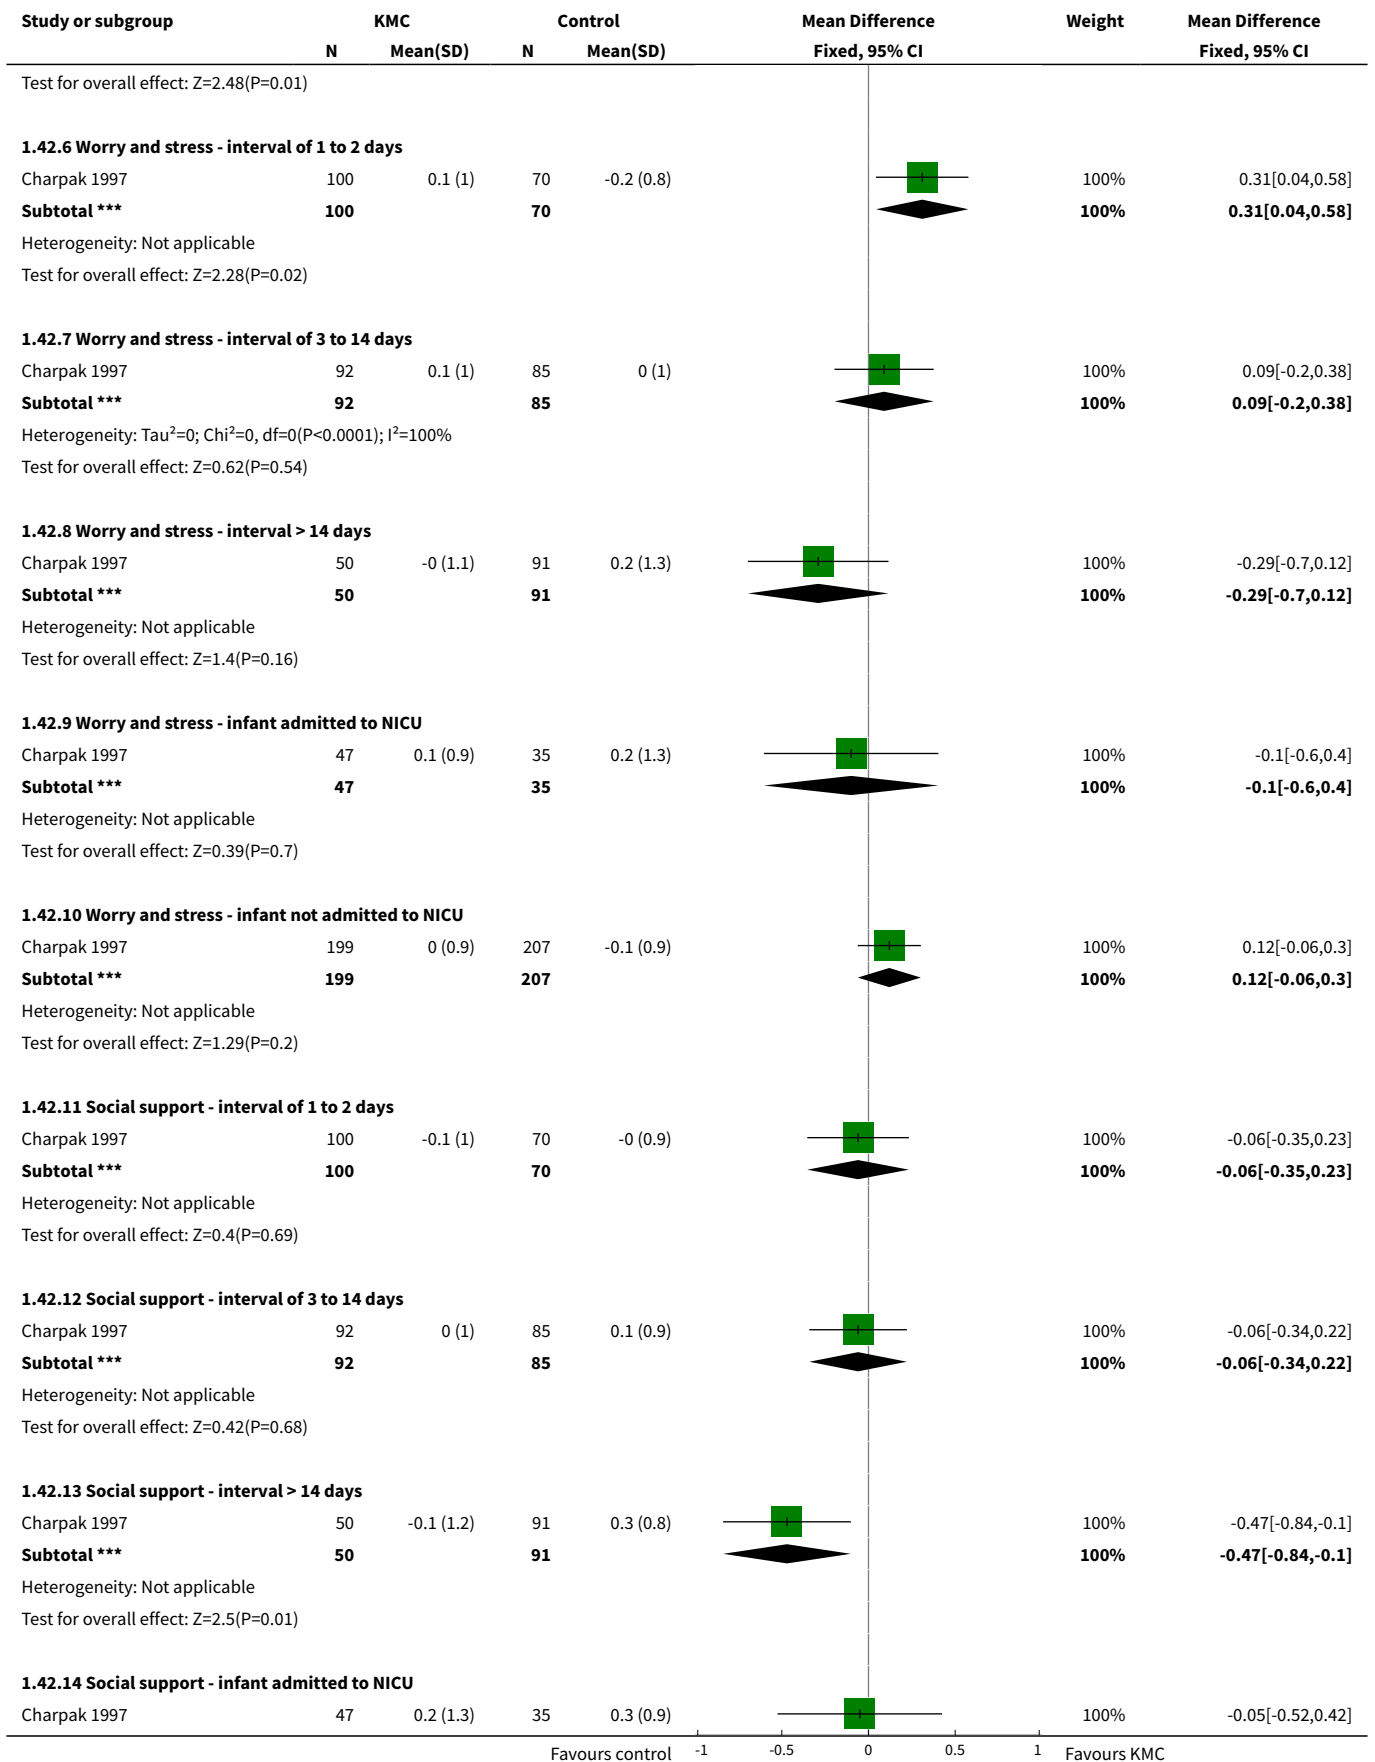 Study or subgroup KMC Control Mean Difference Weight Mean Difference
N Mean(SD) N Mean(SD) Fixed, 95% CI Fixed, 95% CI
Test for overall effect: Z=2.48(P=0.01)
1.42.6 Worry and stress - interval of 1 to 2 days
Charpak 1997 100 0.1 (1) 70 -0.2 (0.8) 100% 0.31[0.04,0.58]
Subtotal *** 100 70 100% 0.31[0.04,0.58]
Heterogeneity: Not applicable
Test for overall effect: Z=2.28(P=0.02)
1.42.7 Worry and stress - interval of 3 to 14 days
Charpak 1997 92 0.1 (1) 85 0 (1) 100% 0.09[-0.2,0.38]
Subtotal *** 92 85 100% 0.09[-0.2,0.38]
Heterogeneity: Tau²=0; Chi²=0, df=0(P<0.0001); I²=100%
Test for overall effect: Z=0.62(P=0.54)
1.42.8 Worry and stress - interval > 14 days
Charpak 1997 50 -0 (1.1) 91 0.2 (1.3) 100% -0.29[-0.7,0.12]
Subtotal *** 50 91 100% -0.29[-0.7,0.12]
Heterogeneity: Not applicable
Test for overall effect: Z=1.4(P=0.16)
1.42.9 Worry and stress - infant admitted to NICU
Charpak 1997 47 0.1 (0.9) 35 0.2 (1.3) 100% -0.1[-0.6,0.4]
Subtotal *** 47 35 100% -0.1[-0.6,0.4]
Heterogeneity: Not applicable
Test for overall effect: Z=0.39(P=0.7)
1.42.10 Worry and stress - infant not admitted to NICU
Charpak 1997 199 0 (0.9) 207 -0.1 (0.9) 100% 0.12[-0.06,0.3]
Subtotal *** 199 207 100% 0.12[-0.06,0.3]
Heterogeneity: Not applicable
Test for overall effect: Z=1.29(P=0.2)
1.42.11 Social support - interval of 1 to 2 days
Charpak 1997 100 -0.1 (1) 70 -0 (0.9) 100% -0.06[-0.35,0.23]
Subtotal *** 100 70 100% -0.06[-0.35,0.23]
Heterogeneity: Not applicable
Test for overall effect: Z=0.4(P=0.69)
1.42.12 Social support - interval of 3 to 14 days
Charpak 1997 92 0 (1) 85 0.1 (0.9) 100% -0.06[-0.34,0.22]
Subtotal *** 92 85 100% -0.06[-0.34,0.22]
Heterogeneity: Not applicable
Test for overall effect: Z=0.42(P=0.68)
1.42.13 Social support - interval > 14 days
Charpak 1997 50 -0.1 (1.2) 91 0.3 (0.8) 100% -0.47[-0.84,-0.1]
Subtotal *** 50 91 100% -0.47[-0.84,-0.1]
Heterogeneity: Not applicable
Test for overall effect: Z=2.5(P=0.01)
1.42.14 Social support - infant admitted to NICU
Charpak 1997 47 0.2 (1.3) 35 0.3 (0.9) 100% -0.05[-0.52,0.42]
Favours control -1 -0.5 0 0.5 1 Favours KMC